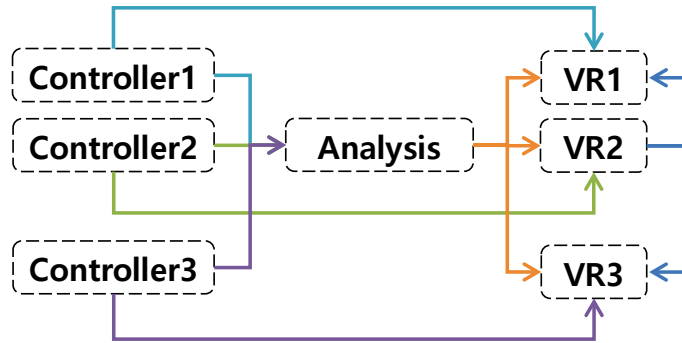 Controller1
VR1
Controller2
Analysis
VR2
Controller3
VR3